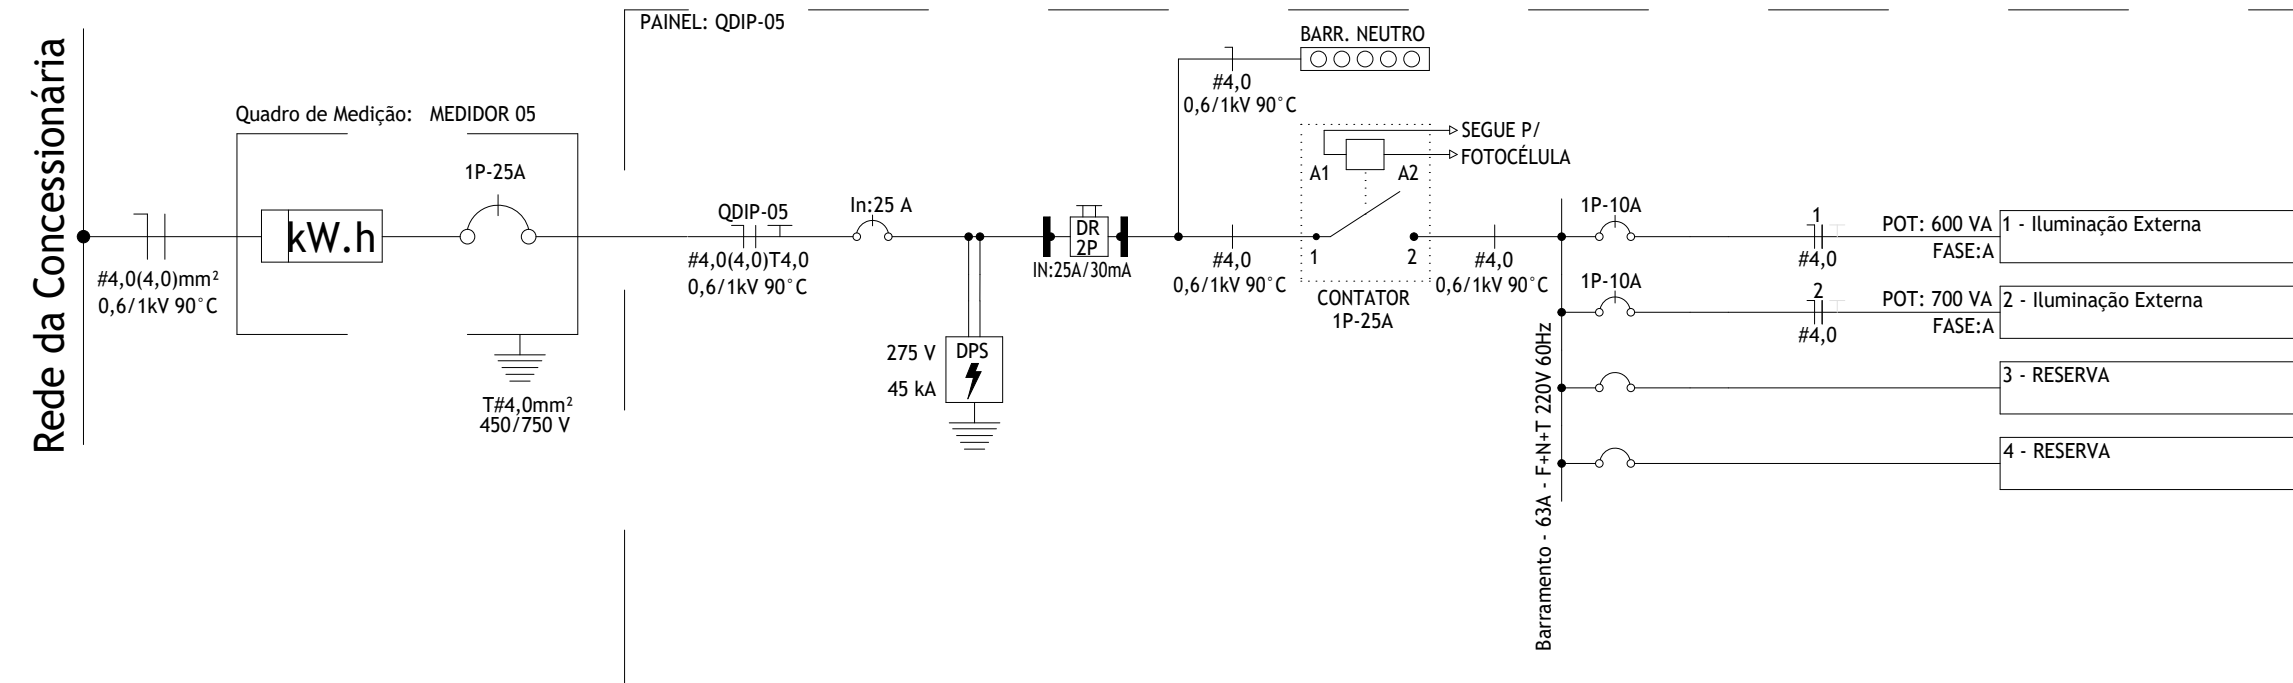 PAINEL: QDIP-05
Rede da Concessionária
#4,0(4,0)mm²
0,6/1kV 90°C
Quadro de Medição: MEDIDOR 05
kW.h
1P-25A
T#4,0mm²
450/750 V
QDIP-05
#4,0(4,0)T4,0
0,6/1kV 90°C
In:25 A
275 V
45 kA
DPS
DR
2P
IN:25A/30mA
BARR. NEUTRO
#4,0
0,6/1kV 90°C
#4,0
0,6/1kV 90°C
SEGUE P/
FOTOCÉLULA
A1
A2
1
2
CONTATOR
1P-25A
#4,0
0,6/1kV 90°C
Barramento - 63A - F+N+T 220V 60Hz
1P-10A
1
#4,0
POT: 600 VA
FASE:A
1 - Iluminação Externa
1P-10A
2
#4,0
POT: 700 VA
FASE:A
2 - Iluminação Externa
3 - RESERVA
4 - RESERVA